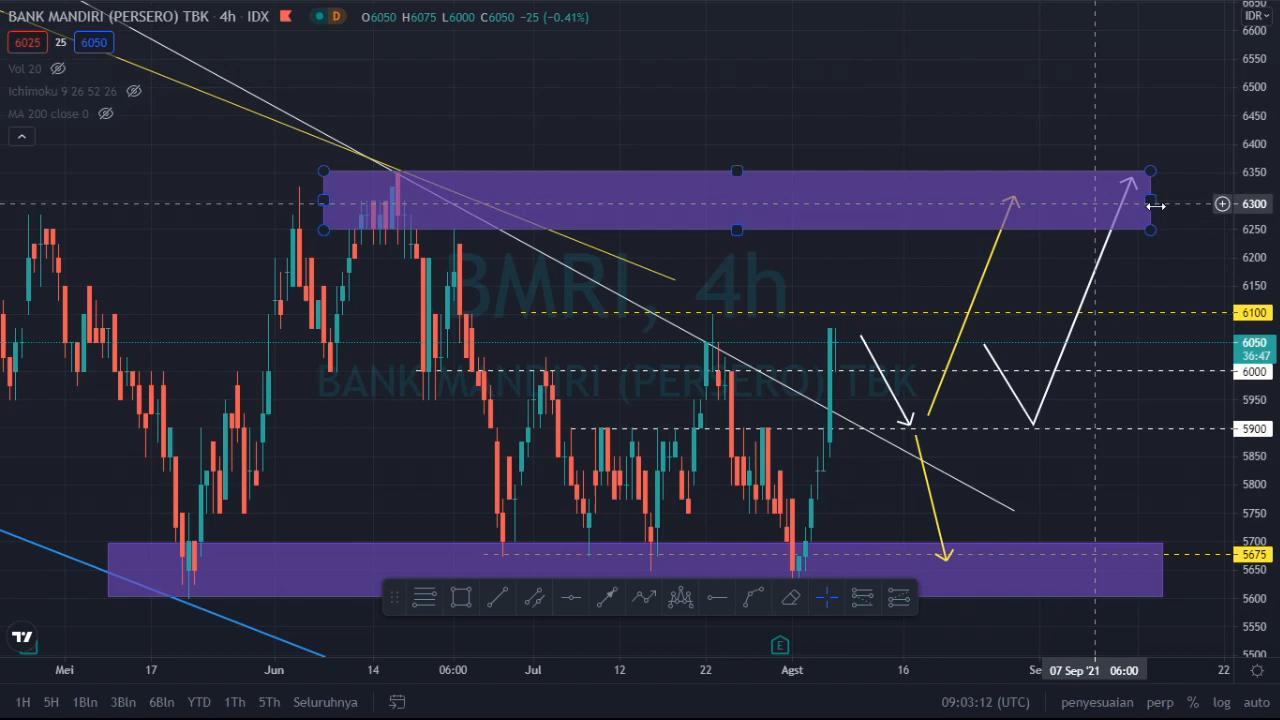 BANK MANDIRI (PERSERO) TBK · 4h · IDX D O6050 H6075 L6000 C6050 -25 (-0.41%)
6025 25 6050
Vol 20
Ichimoku 9 26 52 26
MA 200 close 0
BMRI, 4h
BANK MANDIRI (PERSERO) TBK
IDR
6650
6600
6550
6500
6450
6400
6350
6300
6250
6200
6150
6100
6050
36:47
6000
5950
5900
5850
5800
5750
5700
5675
5650
5600
5550
5500
E
Mei 17 Jun 14 06:00 Jul 12 22 Agst 16 Se 07 Sep '21 06:00 22
1H 5H 1Bln 3Bln 6Bln YTD 1Th 5Th Seluruhnya 09:03:12 (UTC) penyesuaian perp % log auto